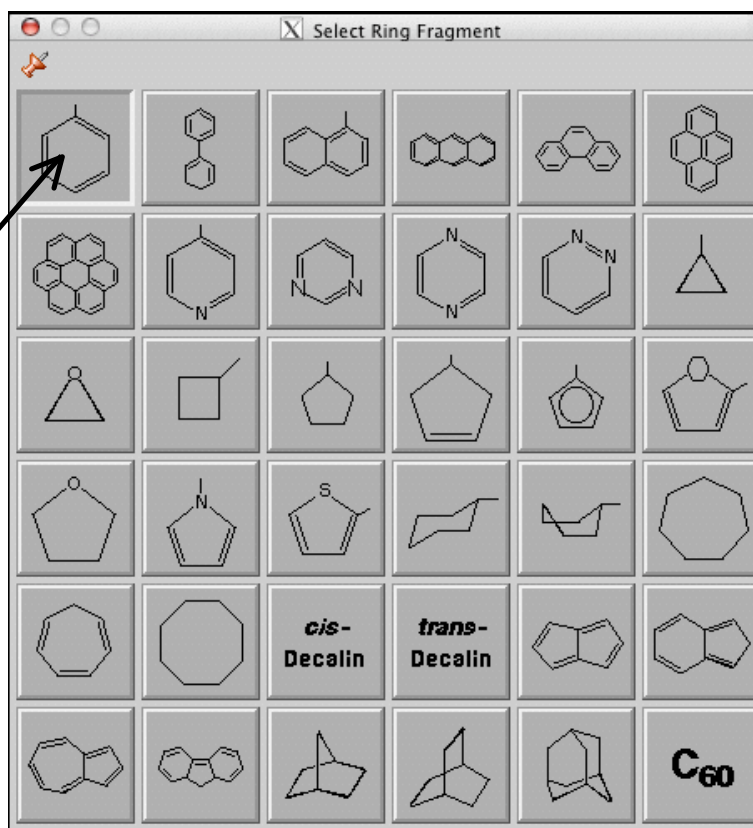 X Select Ring Fragment
N
N N
N
N
N
N
O
O
O
N
S
cis-
Decalin
trans-
Decalin
C60